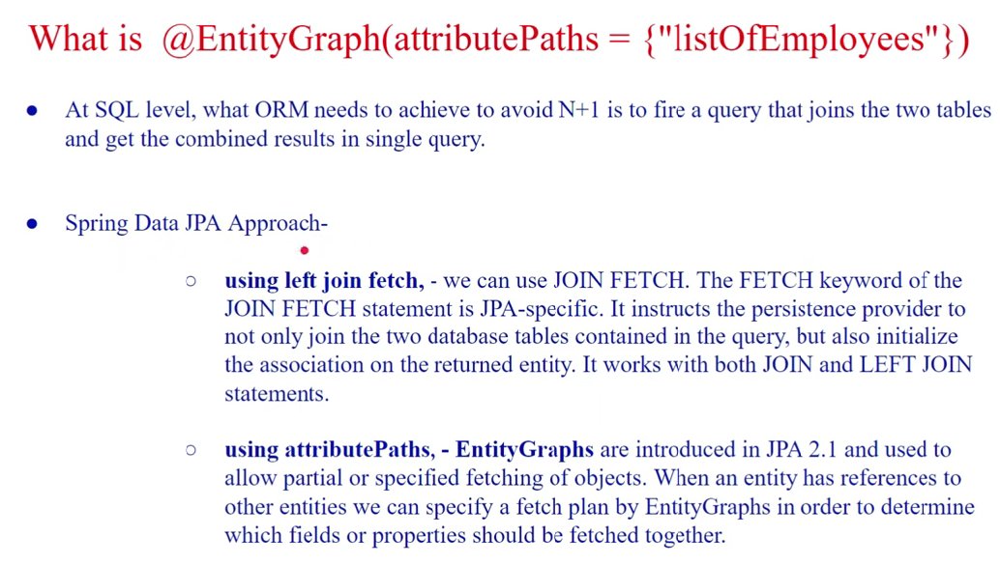 What is @EntityGraph(attributePaths = {"listOfEmployees"})
● At SQL level, what ORM needs to achieve to avoid N+1 is to fire a query that joins the two tables
and get the combined results in single query.
● Spring Data JPA Approach-
○ using left join fetch, - we can use JOIN FETCH. The FETCH keyword of the
JOIN FETCH statement is JPA-specific. It instructs the persistence provider to
not only join the two database tables contained in the query, but also initialize
the association on the returned entity. It works with both JOIN and LEFT JOIN
statements.
○ using attributePaths, - EntityGraphs are introduced in JPA 2.1 and used to
allow partial or specified fetching of objects. When an entity has references to
other entities we can specify a fetch plan by EntityGraphs in order to determine
which fields or properties should be fetched together.